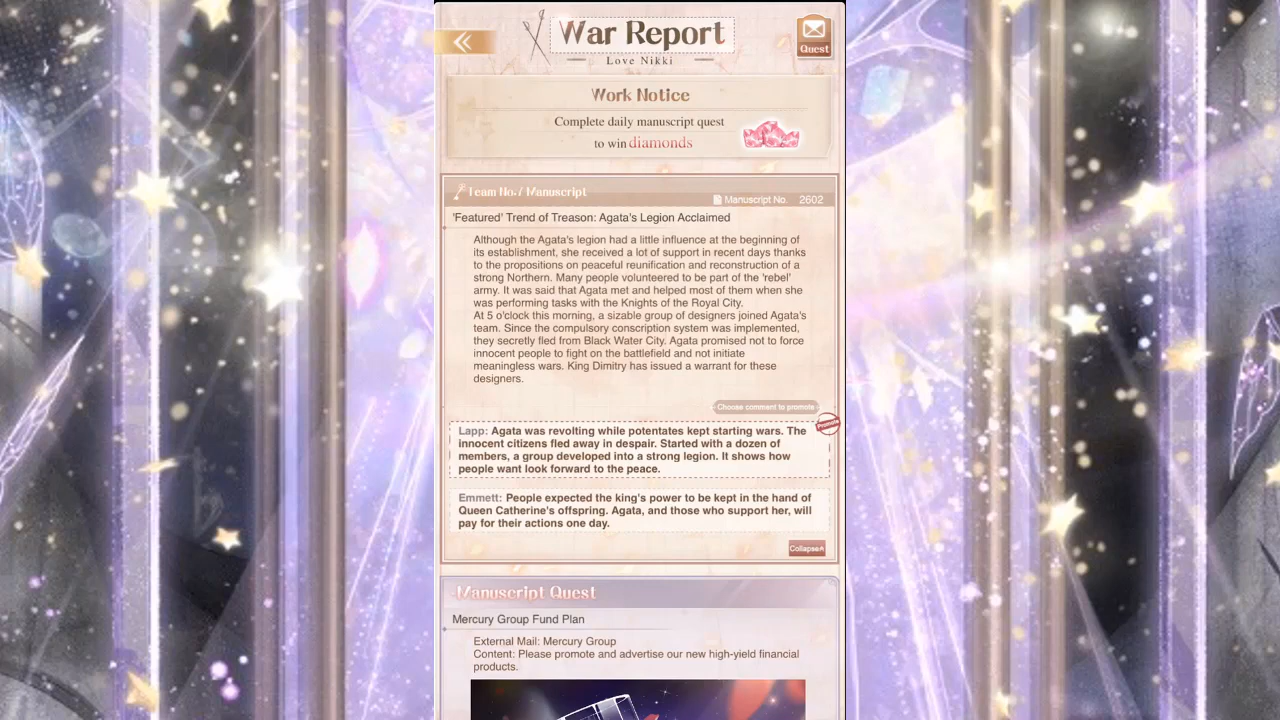 War Report
Quest
Love Nikki
Work Notice
Complete daily manuscript quest
to win diamonds
Team No.7 Manuscript
Manuscript No. 2602
'Featured' Trend of Treason: Agata's Legion Acclaimed
Although the Agata's legion had a little influence at the beginning of
its establishment, she received a lot of support in recent days thanks
to the propositions on peaceful reunification and reconstruction of a
strong Northern. Many people volunteered to be part of the 'rebel'
army. It was said that Agata met and helped most of them when she
was performing tasks with the Knights of the Royal City.
At 5 o'clock this morning, a sizable group of designers joined Agata's
team. Since the compulsory conscription system was implemented,
they secretly fled from Black Water City. Agata promised not to force
innocent people to fight on the battlefield and not initiate
meaningless wars. King Dimitry has issued a warrant for these
designers.
Choose comment to promote
Promote
Lapp: Agata was revolting while potentates kept starting wars. The
innocent citizens fled away in despair. Started with a dozen of
members, a group developed into a strong legion. It shows how
people want look forward to the peace.
Emmett: People expected the king's power to be kept in the hand of
Queen Catherine's offspring. Agata, and those who support her, will
pay for their actions one day.
Collapse
Manuscript Quest
Mercury Group Fund Plan
External Mail: Mercury Group
Content: Please promote and advertise our new high-yield financial
products.